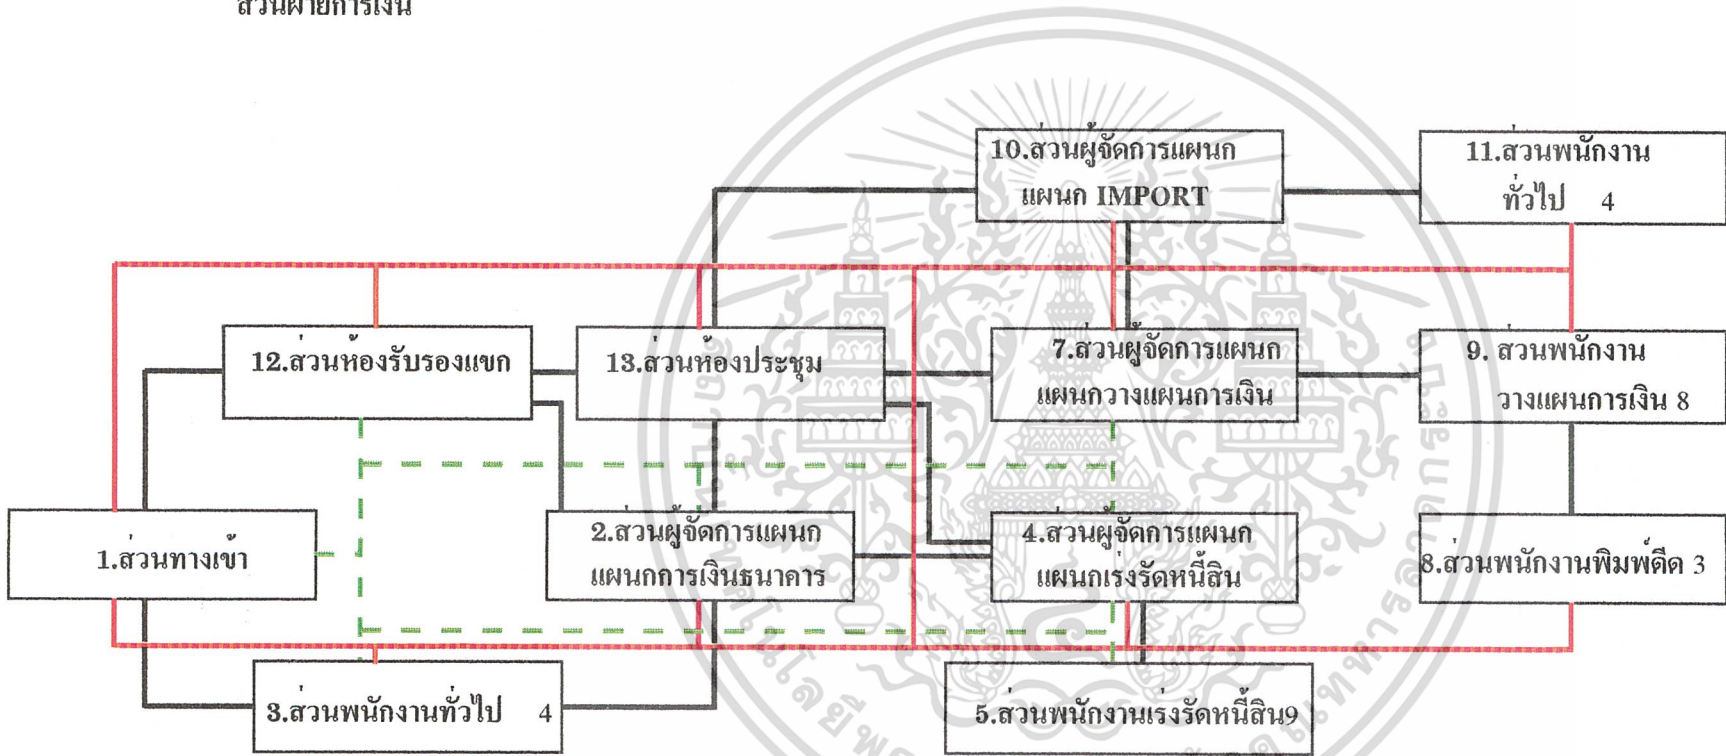 ส่วนฝ่ายการเงิน
10.ส่วนผู้จัดการแผนก
แผนก IMPORT
11.ส่วนพนักงาน
ทั่วไป 4
12.ส่วนห้องรับรองแขก
13.ส่วนห้องประชุม
7.ส่วนผู้จัดการแผนก
แผนกวางแผนการเงิน
9. ส่วนพนักงาน
วางแผนการเงิน 8
1.ส่วนทางเข้า
2.ส่วนผู้จัดการแผนก
แผนกการเงินธนาคาร
4.ส่วนผู้จัดการแผนก
แผนกเร่งรัดหนี้สิน
8.ส่วนพนักงานพิมพ์ดีด 3
3.ส่วนพนักงานทั่วไป 4
5.ส่วนพนักงานเร่งรัดหนี้สิน9